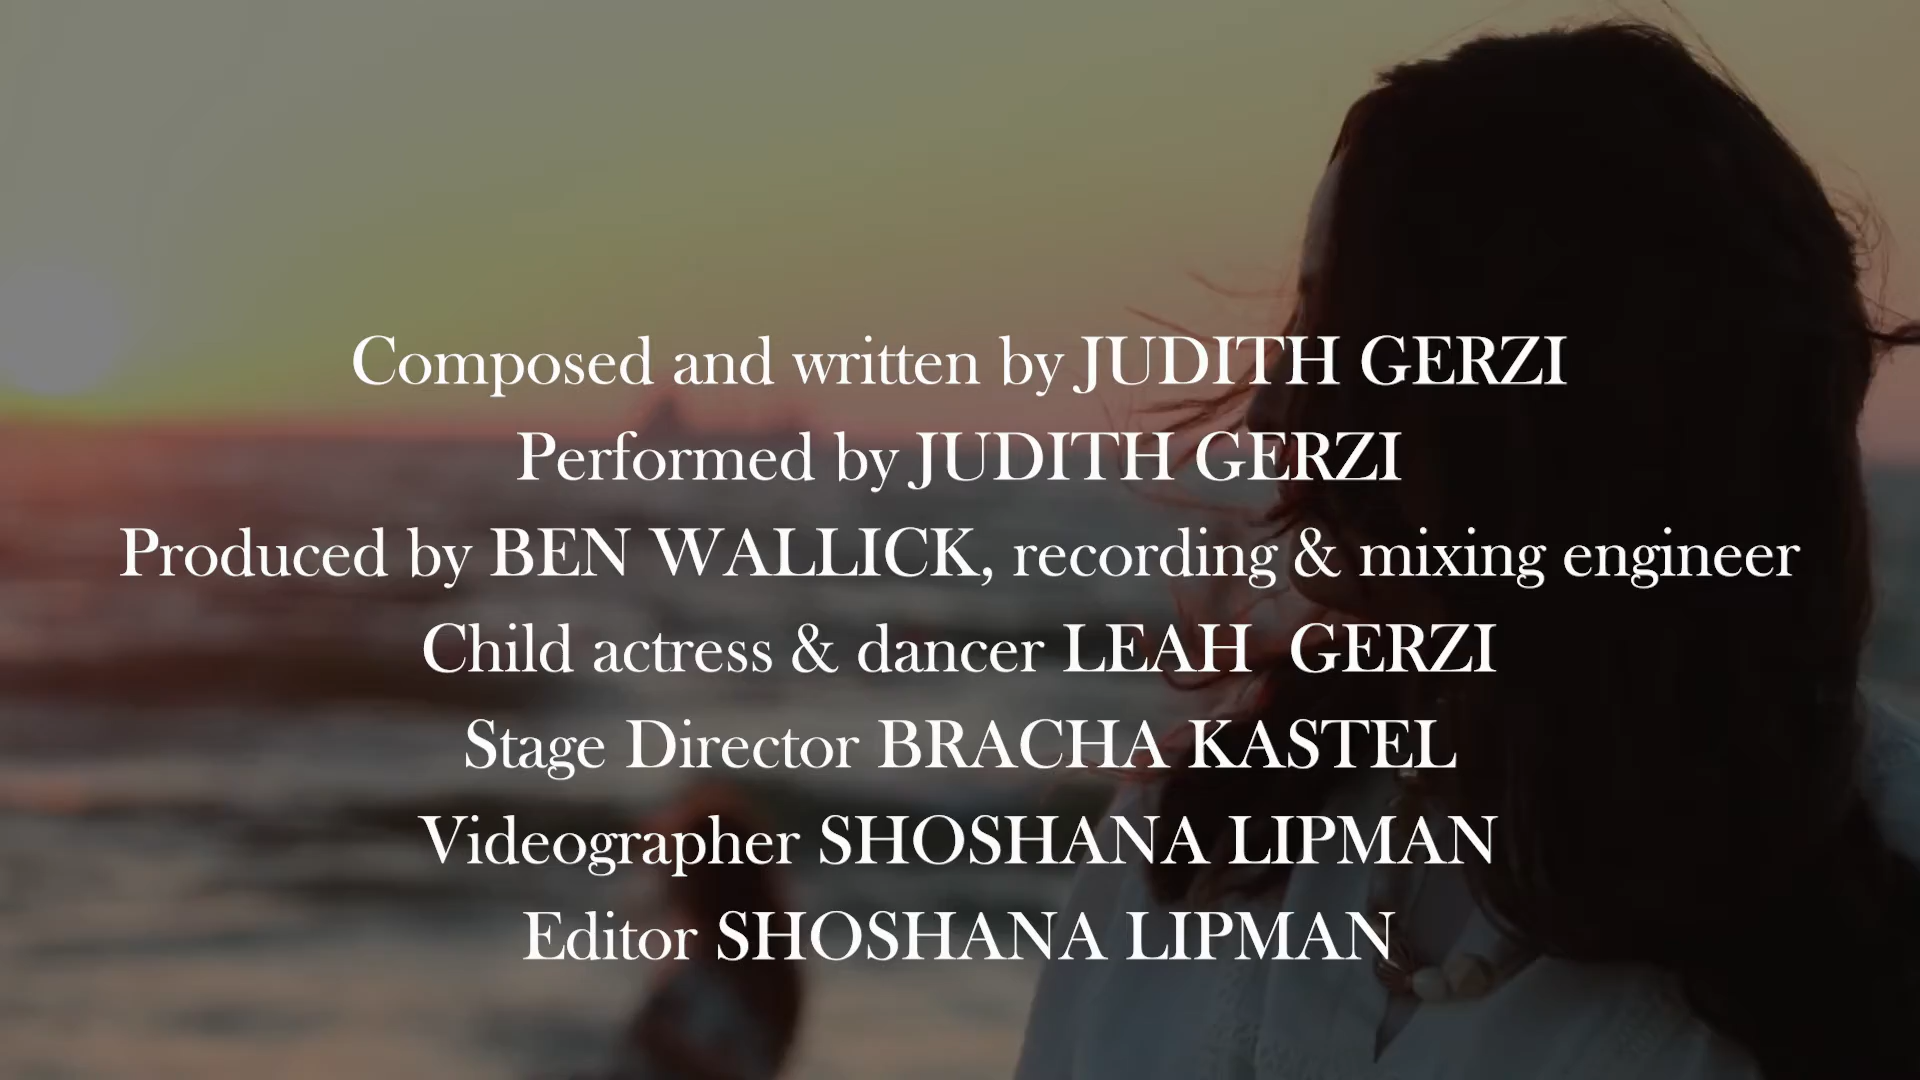 Composed and written by JUDITH GERZI
Performed by JUDITH GERZI
Produced by BEN WALLICK, recording & mixing engineer
Child actress & dancer LEAH GERZI
Stage Director BRACHA KASTEL
Videographer SHOSHANA LIPMAN
Editor SHOSHANA LIPMAN